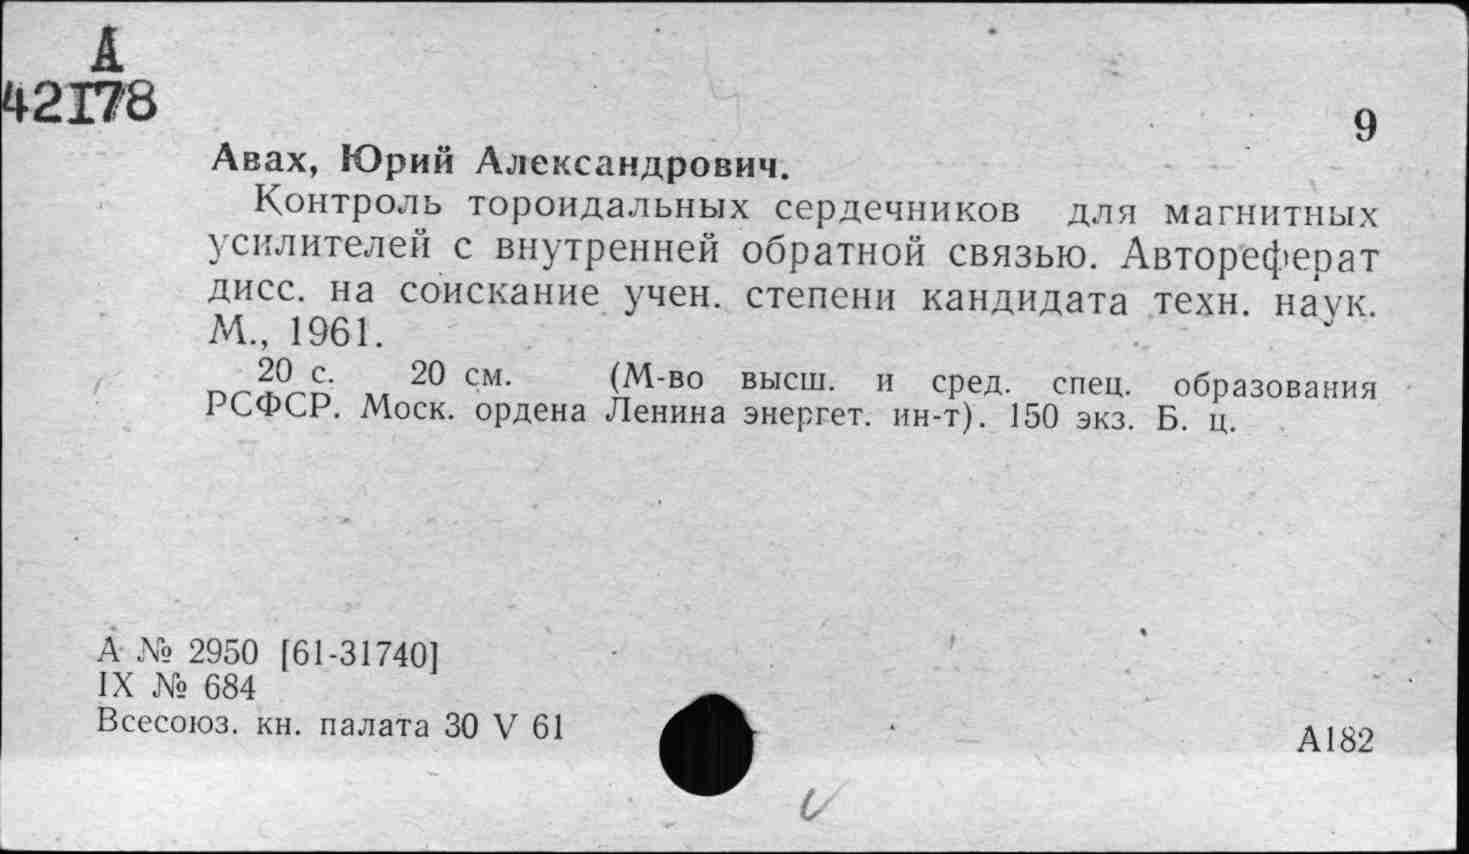 А
42178
9
Авах, Юрий Александрович.
Контроль тороидальных сердечников для магнитных
усилителей с внутренней обратной связью. Автореферат
дисс. на соискание учен. степени кандидата техн. наук.
М., 1961.
20 с. 20 см. (М-во высш. и сред. спец. образования
РСФСР. Моск. ордена Ленина энергет. ин-т). 150 экз. Б. ц.
А № 2950 [61-31740]
IX № 684
Всесоюз. кн. палата 30 V 61
А182